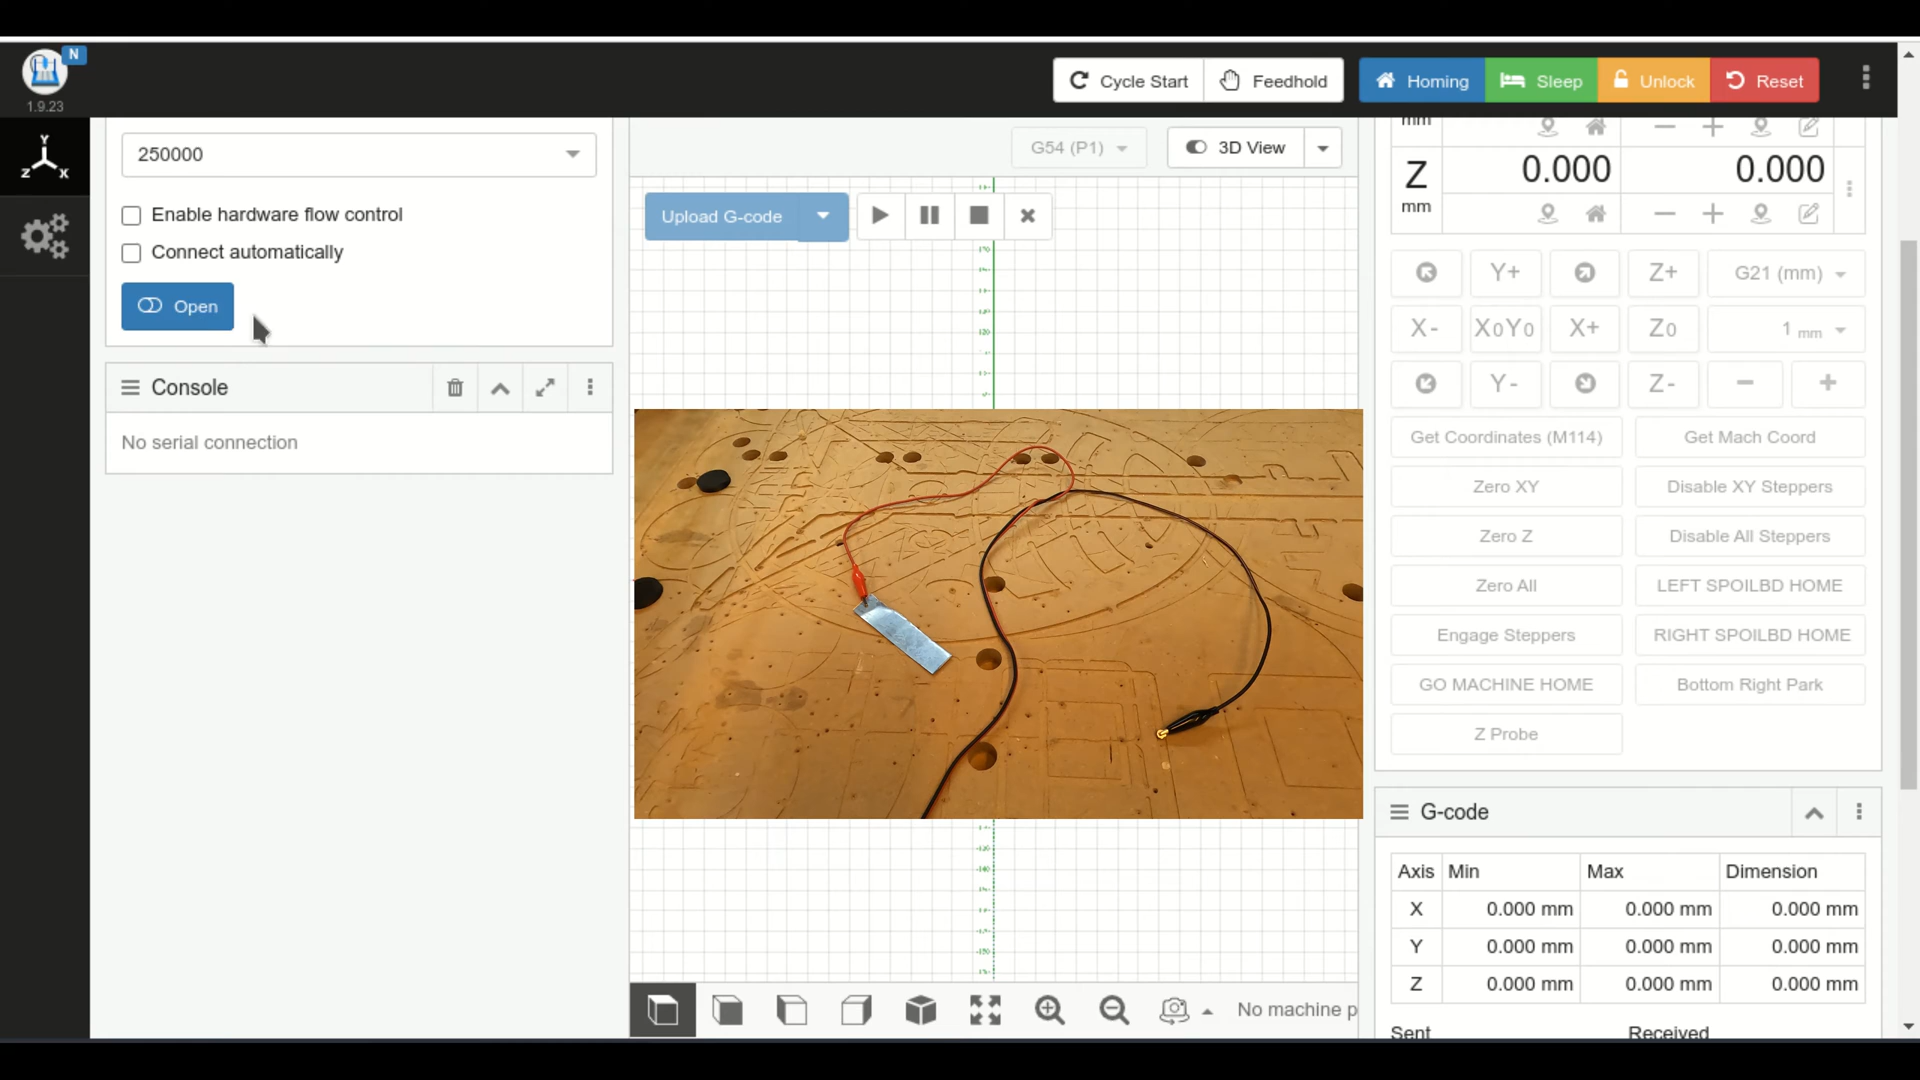 N
1.9.23
Cycle Start
Feedhold
Homing
Sleep
Unlock
Reset
Y
Z X
250000
Enable hardware flow control
Connect automatically
Open
Console
No serial connection
G54 (P1)
3D View
Upload G-code
No machine p
mm
Z
mm
0.000
0.000
Y+
Z+
G21 (mm)
X-
X0Y0
X+
Z0
1 mm
Y-
Z-
Get Coordinates (M114)
Get Mach Coord
Zero XY
Disable XY Steppers
Zero Z
Disable All Steppers
Zero All
LEFT SPOILBD HOME
Engage Steppers
RIGHT SPOILBD HOME
GO MACHINE HOME
Bottom Right Park
Z Probe
G-code
Axis Min Max Dimension
X 0.000 mm 0.000 mm 0.000 mm
Y 0.000 mm 0.000 mm 0.000 mm
Z 0.000 mm 0.000 mm 0.000 mm
Sent Received